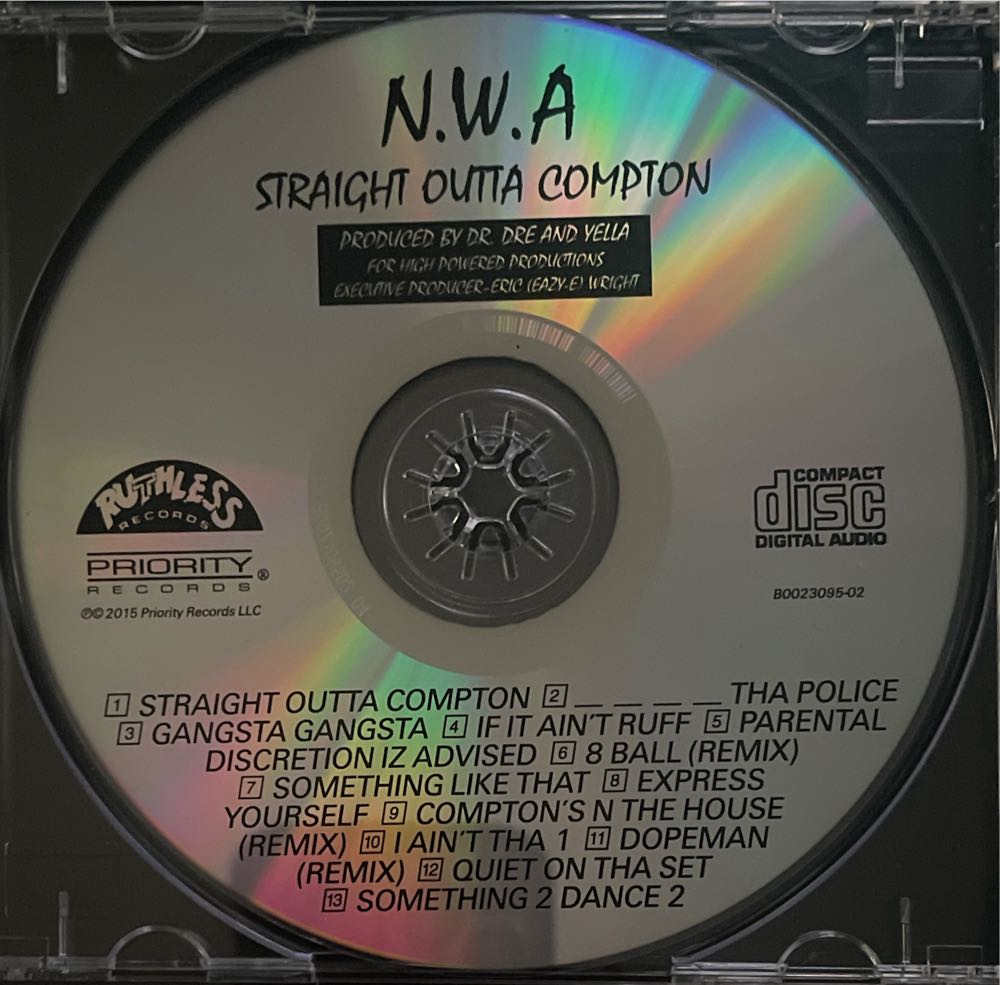 N.W.A
STRAIGHT OUTTA COMPTON
PRODUCED BY DR. DRE AND YELLA
FOR HIGH POWERED PRODUCTIONS
EXECUTIVE PRODUCER-ERIC (EAZY-E) WRIGHT
RUTHLESS
RECORDS
PRIORITY
RECORDS ®
℗© 2015 Priority Records LLC
COMPACT
disc
DIGITAL AUDIO
B0023095-02
1 STRAIGHT OUTTA COMPTON 2 _ _ _ _ THA POLICE
3 GANGSTA GANGSTA 4 IF IT AIN'T RUFF 5 PARENTAL
DISCRETION IZ ADVISED 6 8 BALL (REMIX)
7 SOMETHING LIKE THAT 8 EXPRESS
YOURSELF 9 COMPTON'S N THE HOUSE
(REMIX) 10 I AIN'T THA 1 11 DOPEMAN
(REMIX) 12 QUIET ON THA SET
13 SOMETHING 2 DANCE 2